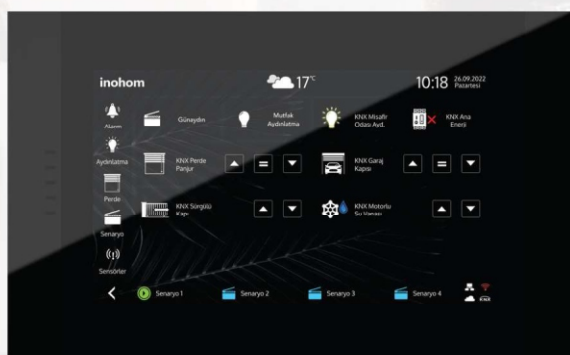 inohom
17°C
10:18
26.09.2022
Pazartesi
Alarm
Aydınlatma
Perde
Senaryo
Sensörler
Günaydın
Mutfak
Aydınlatma
KNX Misafir
Odası Ayd.
KNX Ana
Enerji
KNX Perde
Panjur
KNX Garaj
Kapısı
KNX Sürgülü
Kapı
KNX Motorlu
Su Vanası
Senaryo 1
Senaryo 2
Senaryo 3
Senaryo 4
KNX